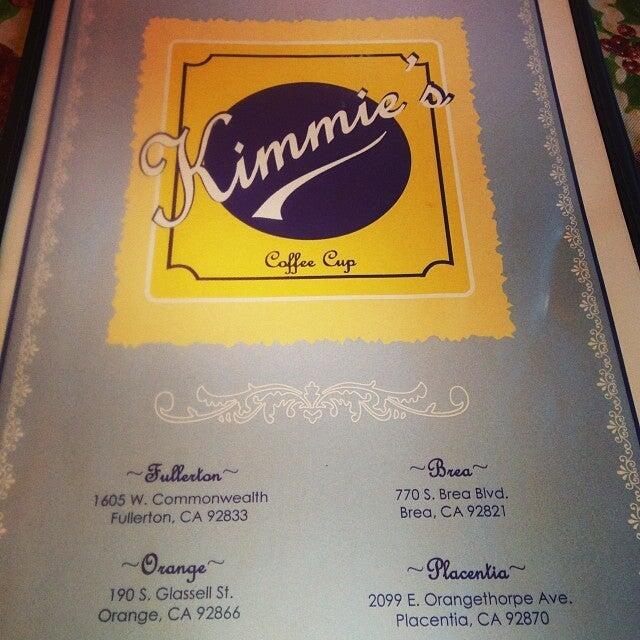 Kimmie's
Coffee Cup
~Fullerton~
1605 W. Commonwealth
Fullerton, CA 92833
~Brea~
770 S. Brea Blvd.
Brea, CA 92821
~Orange~
190 S. Glassell St.
Orange, CA 92866
~Placentia~
2099 E. Orangethorpe Ave.
Placentia, CA 92870